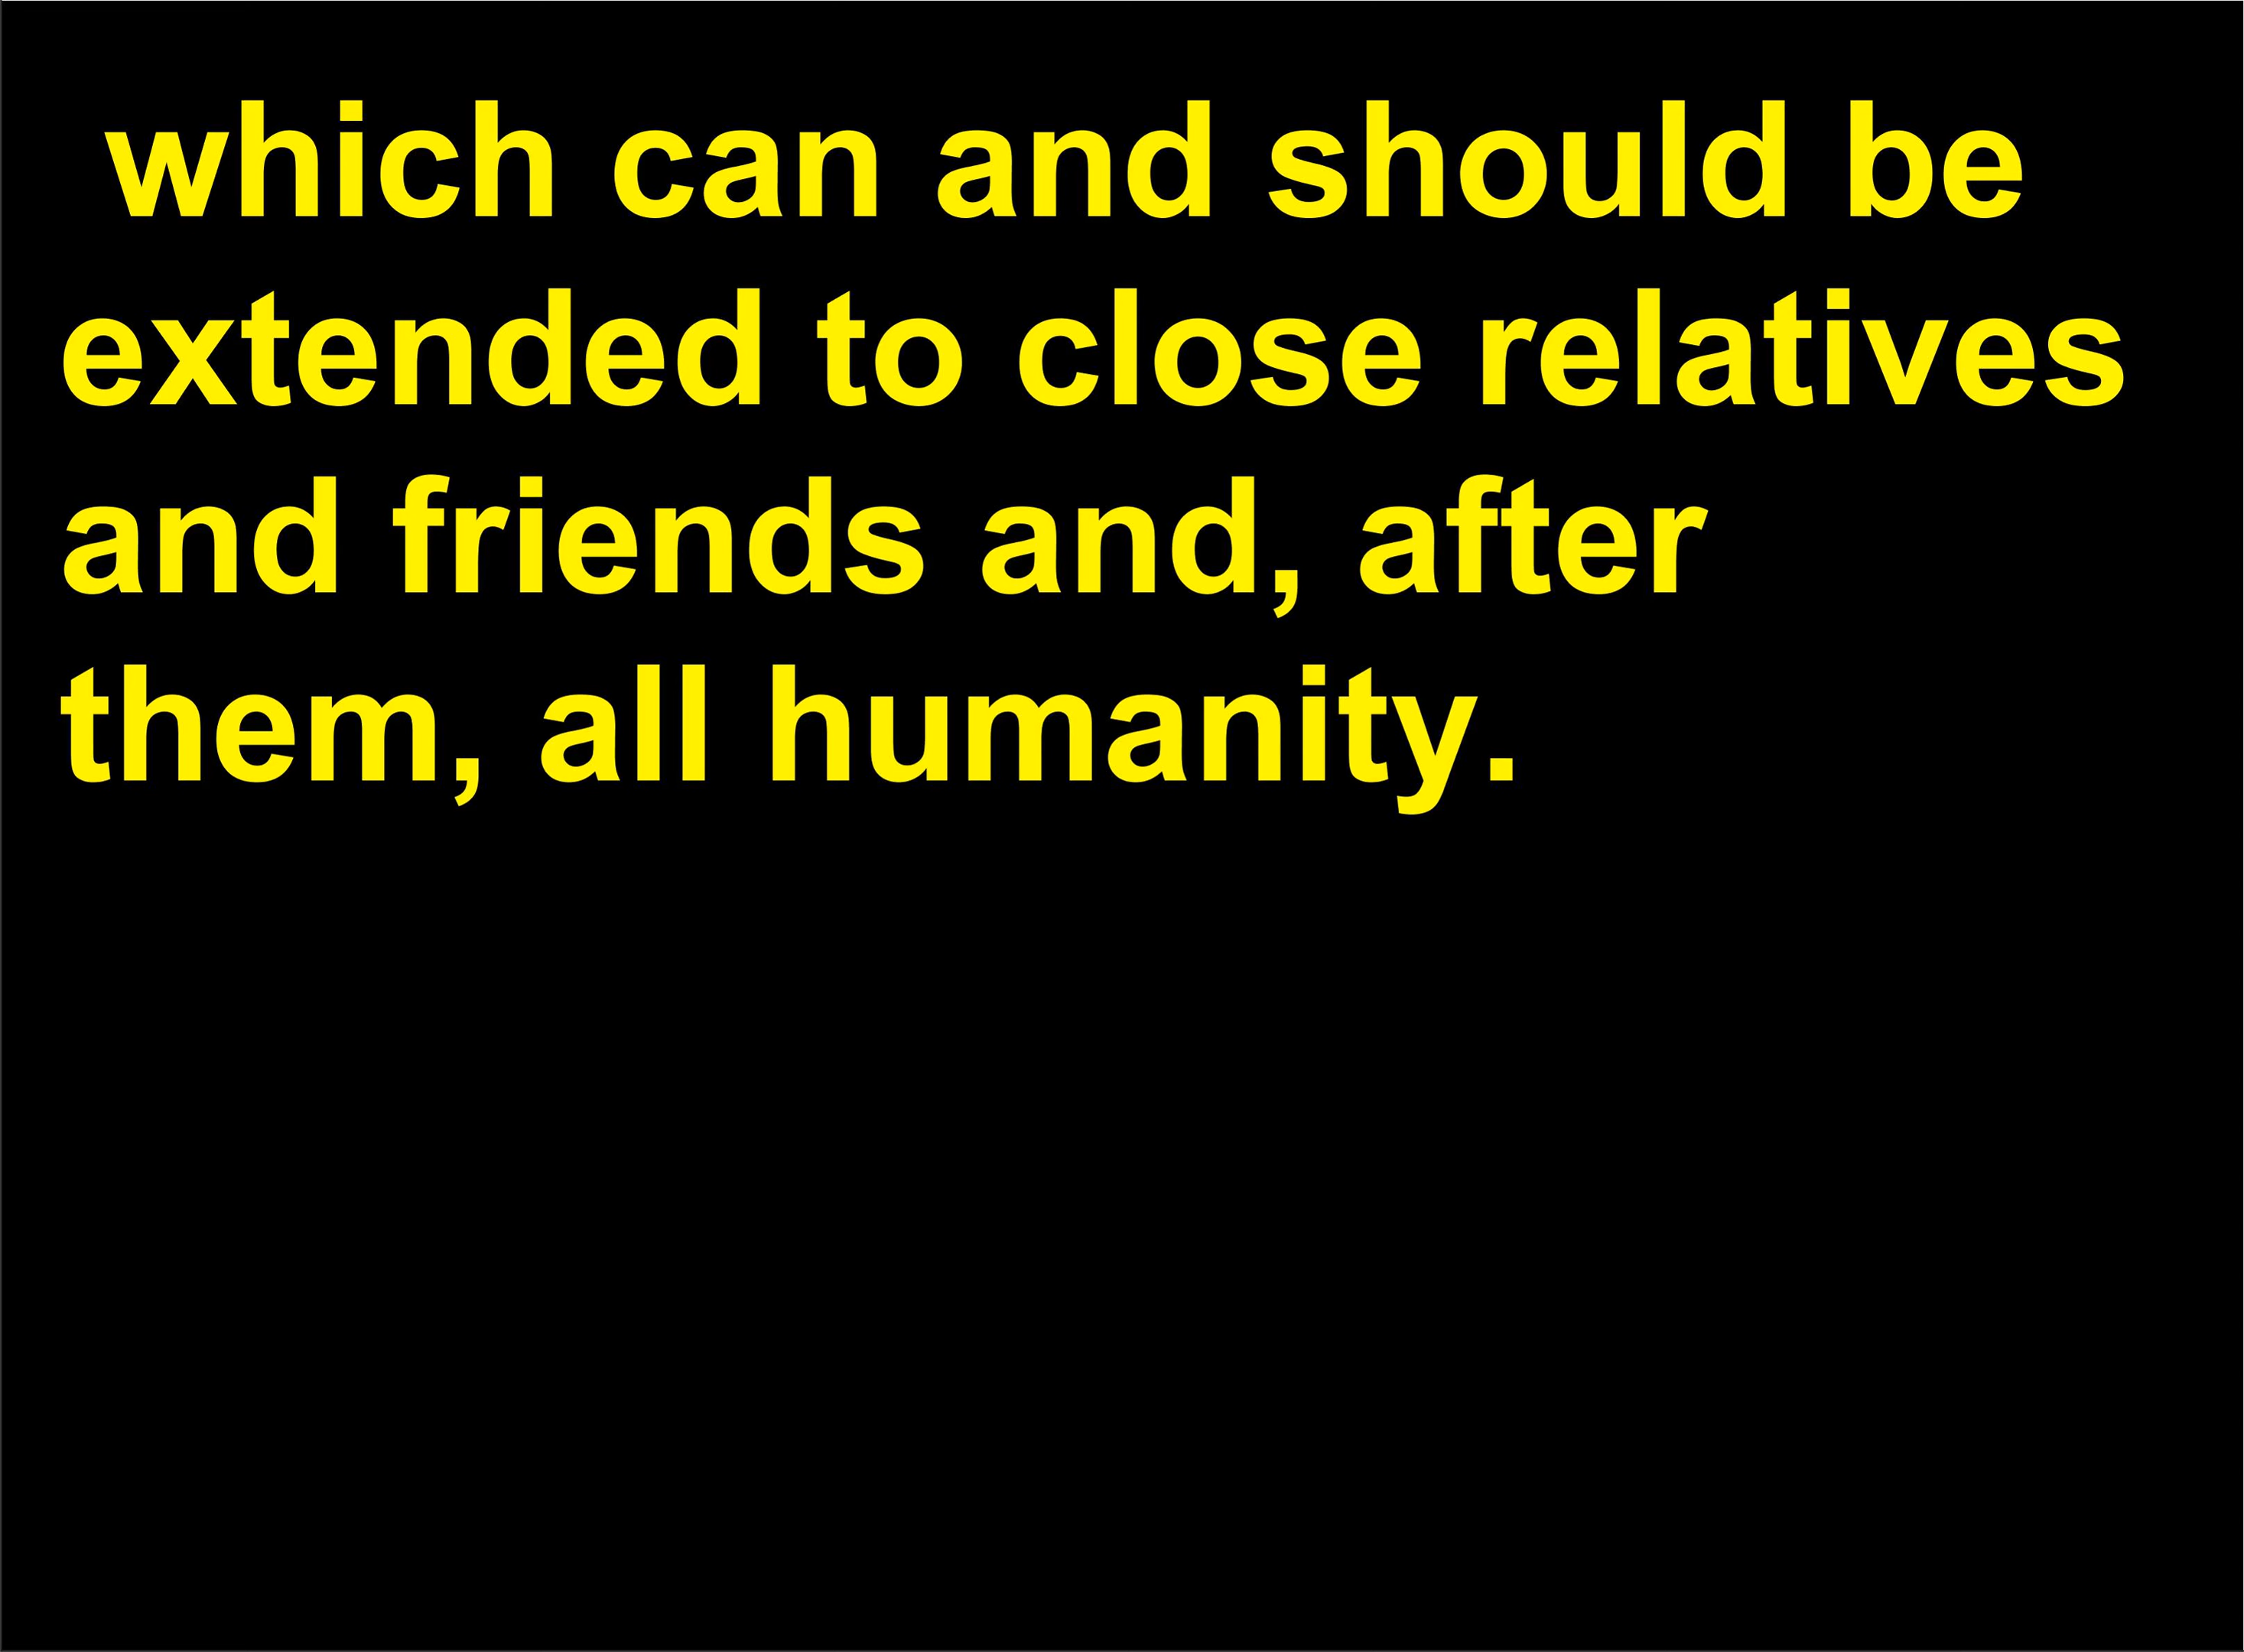 which can and should be
extended to close relatives
and friends and, after
them, all humanity.